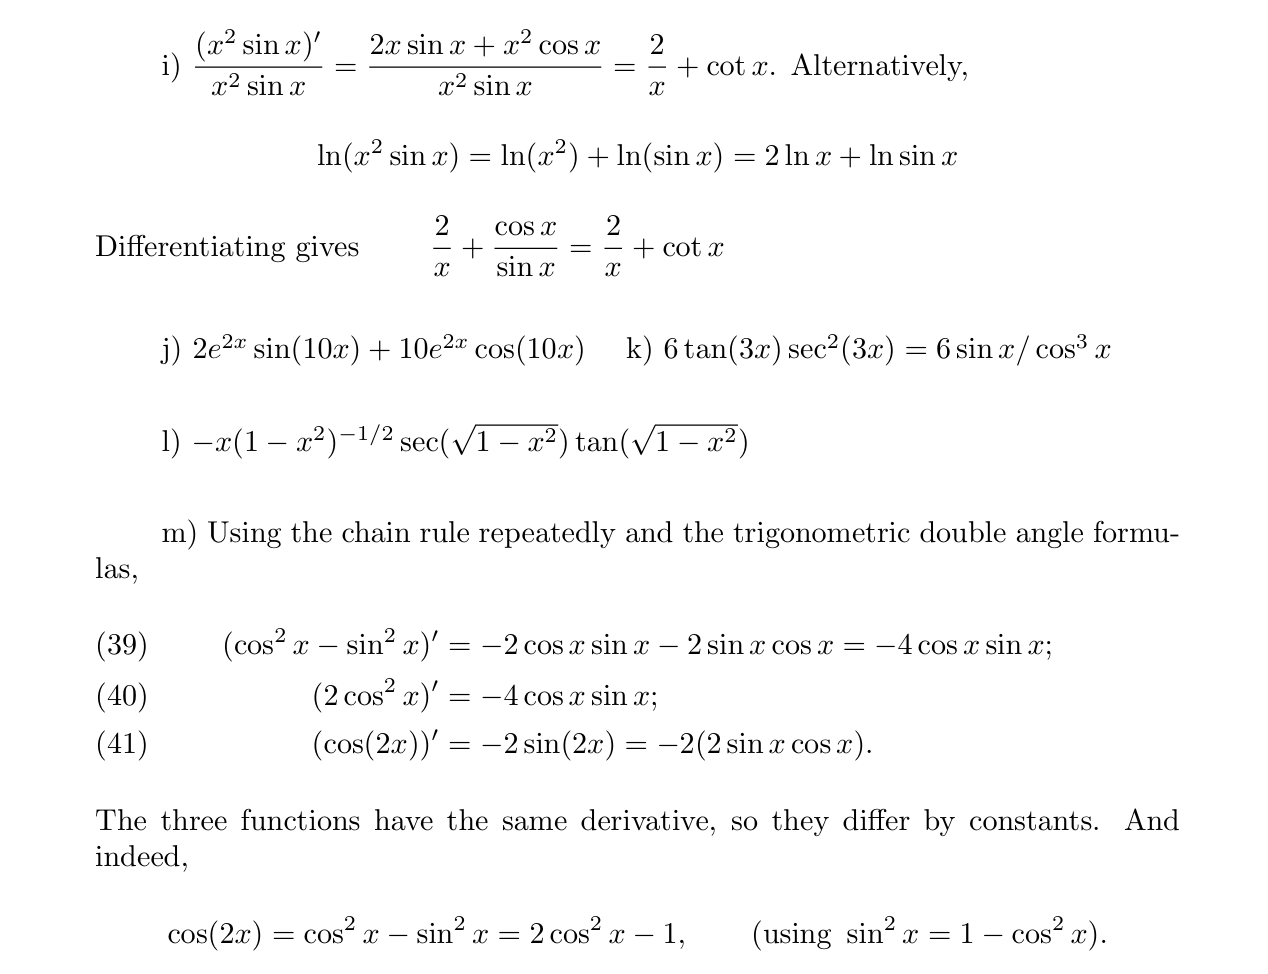 i) (x² sin x)′ / (x² sin x) = (2x sin x + x² cos x) / (x² sin x) = 2/x + cot x. Alternatively,
ln(x² sin x) = ln(x²) + ln(sin x) = 2 ln x + ln sin x
Differentiating gives 2/x + cos x / sin x = 2/x + cot x
j) 2e^{2x} sin(10x) + 10e^{2x} cos(10x) k) 6 tan(3x) sec²(3x) = 6 sin x/ cos³ x
l) −x(1 − x²)^{−1/2} sec(√(1 − x²)) tan(√(1 − x²))
m) Using the chain rule repeatedly and the trigonometric double angle formu-
las,
(39) (cos² x − sin² x)′ = −2 cos x sin x − 2 sin x cos x = −4 cos x sin x;
(40) (2 cos² x)′ = −4 cos x sin x;
(41) (cos(2x))′ = −2 sin(2x) = −2(2 sin x cos x).
The three functions have the same derivative, so they differ by constants. And
indeed,
cos(2x) = cos² x − sin² x = 2 cos² x − 1, (using sin² x = 1 − cos² x).